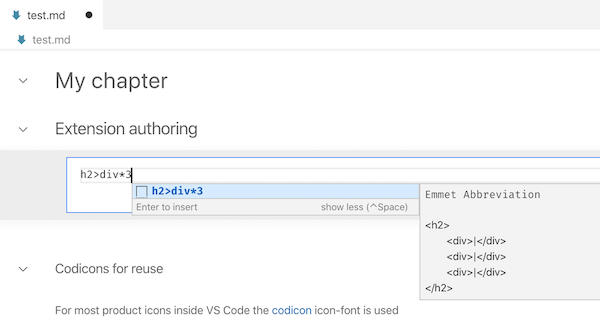 test.md
test.md
My chapter
Extension authoring
h2>div*3
h2>div*3
Enter to insert show less (^Space)
Emmet Abbreviation
<h2>
<div>|</div>
<div>|</div>
<div>|</div>
</h2>
Codicons for reuse
For most product icons inside VS Code the codicon icon-font is used